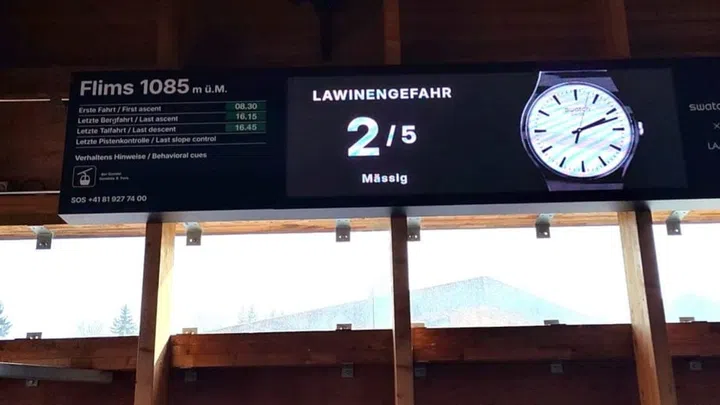 Flims 1085 m ü.M.
Erste Fahrt / First ascent 08.30
Letzte Bergfahrt / Last ascent 16.15
Letzte Talfahrt / Last descent 16.45
Letzte Pistenkontrolle / Last slope control
Verhaltens Hinweise / Behavioral cues
SOS +41 81 927 74 00
LAWINENGEFAHR
2/5
Mässig
swatch
swatc
×
LA